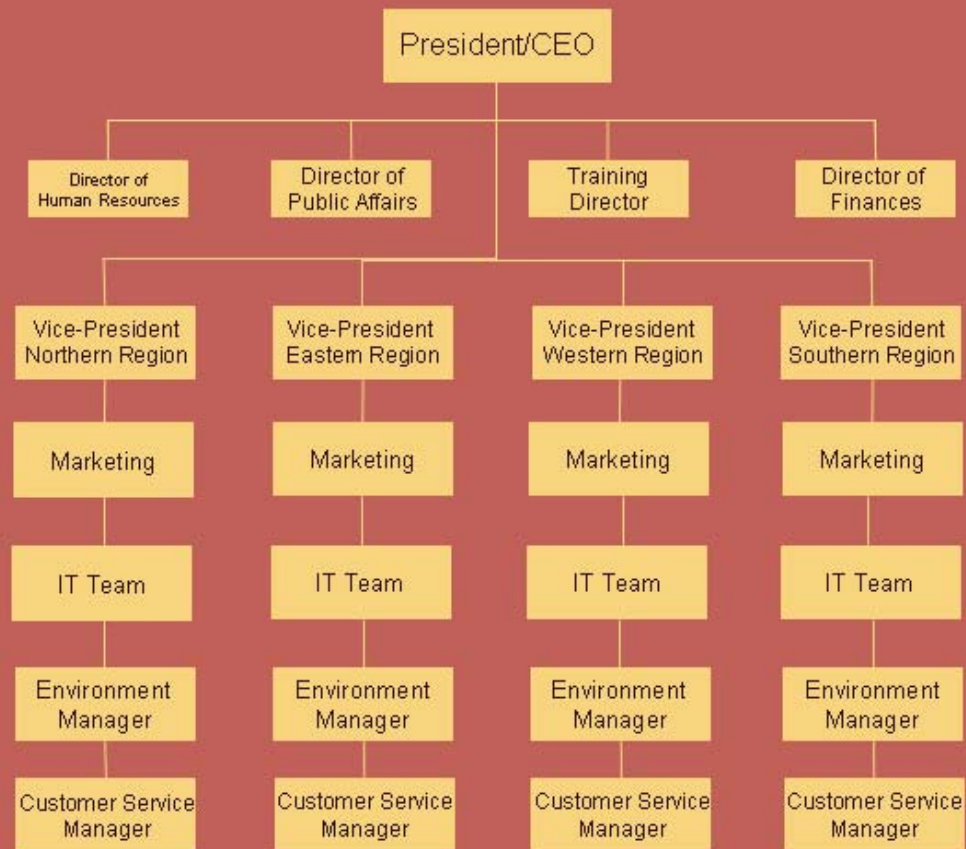 President/CEO
Director of
Human Resources
Director of
Public Affairs
Training
Director
Director of
Finances
Vice-President
Northern Region
Vice-President
Eastern Region
Vice-President
Western Region
Vice-President
Southern Region
Marketing
Marketing
Marketing
Marketing
IT Team
IT Team
IT Team
IT Team
Environment
Manager
Environment
Manager
Environment
Manager
Environment
Manager
Customer Service
Manager
Customer Service
Manager
Customer Service
Manager
Customer Service
Manager